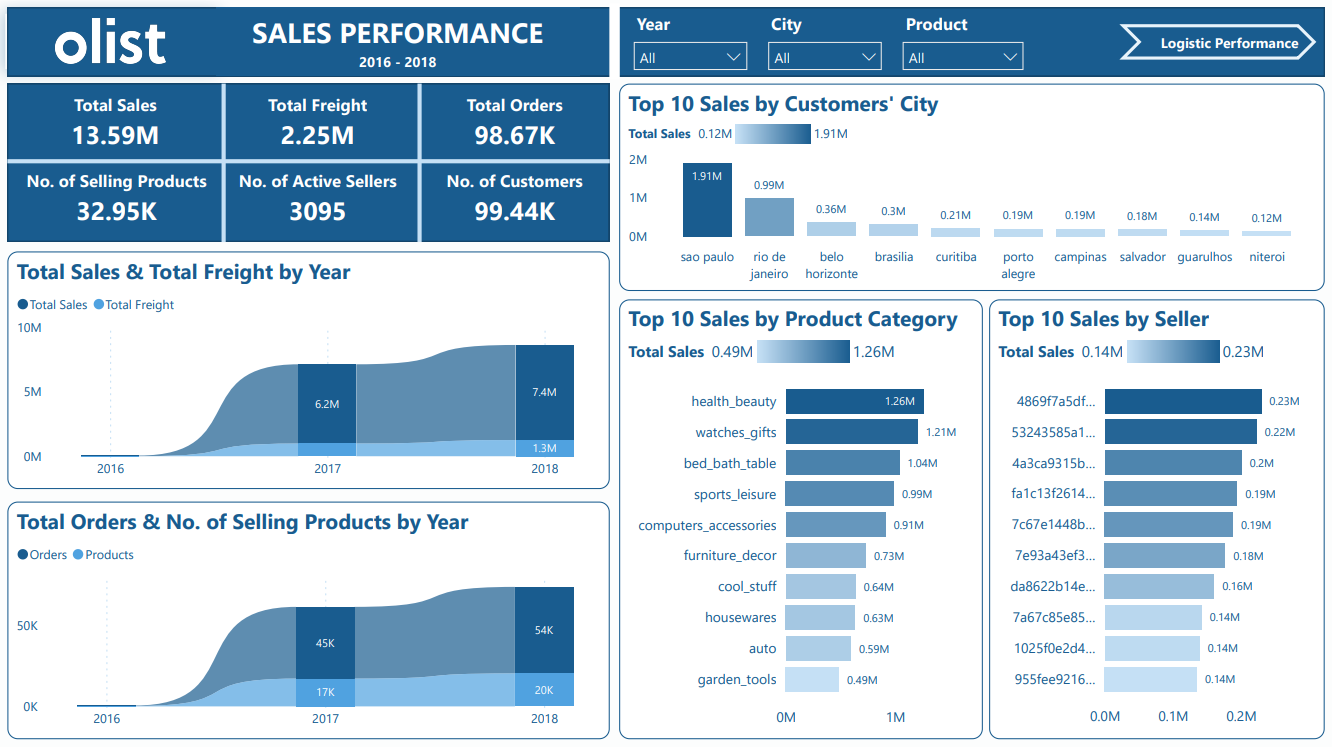 olist
SALES PERFORMANCE
2016 - 2018
Year
City
Product
All
All
All
Logistic Performance
Total Sales
13.59M
Total Freight
2.25M
Total Orders
98.67K
No. of Selling Products
32.95K
No. of Active Sellers
3095
No. of Customers
99.44K
Total Sales & Total Freight by Year
Total Sales Total Freight
10M
5M
0M
6.2M
7.4M
1.3M
2016 2017 2018
Total Orders & No. of Selling Products by Year
Orders Products
50K
0K
45K
17K
54K
20K
2016 2017 2018
Top 10 Sales by Customers' City
Total Sales 0.12M 1.91M
2M
1M
0M
1.91M
0.99M
0.36M
0.3M
0.21M
0.19M
0.19M
0.18M
0.14M
0.12M
sao paulo
rio de
janeiro
belo
horizonte
brasilia
curitiba
porto
alegre
campinas
salvador
guarulhos
niteroi
Top 10 Sales by Product Category
Total Sales 0.49M 1.26M
health_beauty 1.26M
watches_gifts 1.21M
bed_bath_table 1.04M
sports_leisure 0.99M
computers_accessories 0.91M
furniture_decor 0.73M
cool_stuff 0.64M
housewares 0.63M
auto 0.59M
garden_tools 0.49M
0M 1M
Top 10 Sales by Seller
Total Sales 0.14M 0.23M
4869f7a5df... 0.23M
53243585a1... 0.22M
4a3ca9315b... 0.2M
fa1c13f2614... 0.19M
7c67e1448b... 0.19M
7e93a43ef3... 0.18M
da8622b14e... 0.16M
7a67c85e85... 0.14M
1025f0e2d4... 0.14M
955fee9216... 0.14M
0.0M 0.1M 0.2M